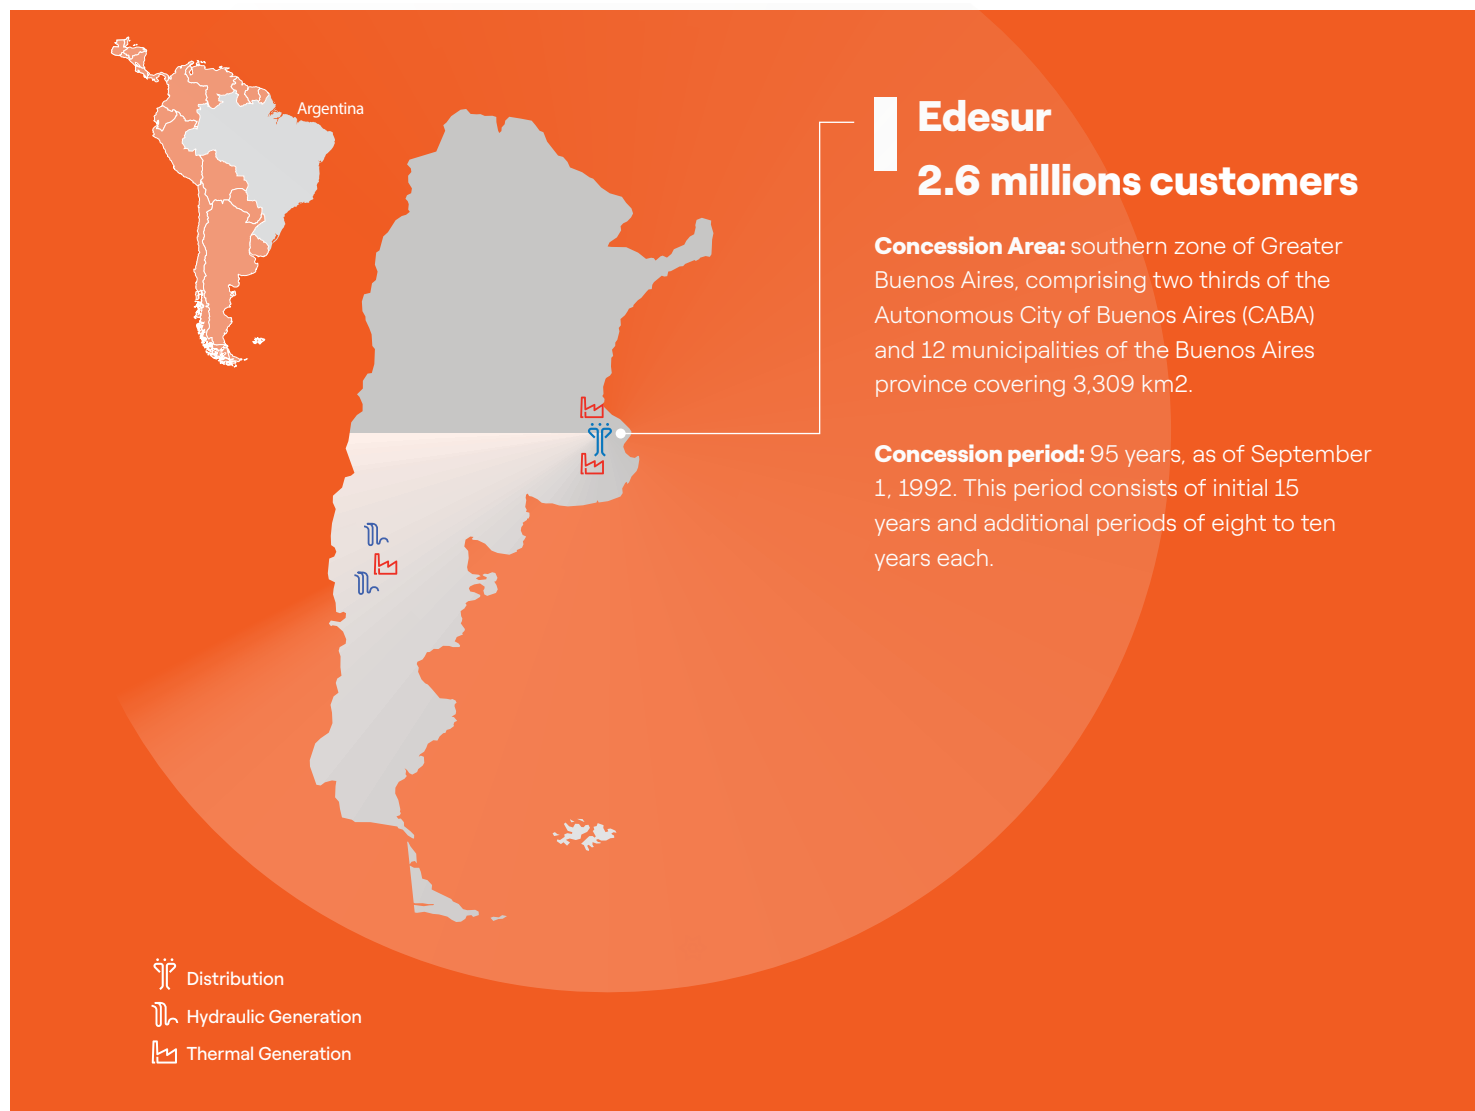 Argentina
Edesur
2.6 millions customers
Concession Area: southern zone of Greater
Buenos Aires, comprising two thirds of the
Autonomous City of Buenos Aires (CABA)
and 12 municipalities of the Buenos Aires
province covering 3,309 km2.
Concession period: 95 years, as of September
1, 1992. This period consists of initial 15
years and additional periods of eight to ten
years each.
Distribution
Hydraulic Generation
Thermal Generation